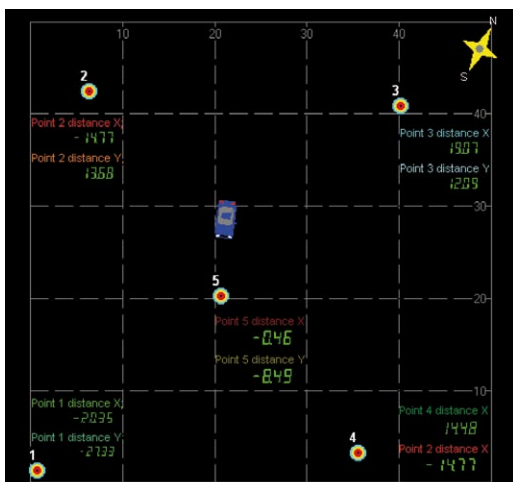 10
20
30
40
N
S
2
3
40
Point 2 distance X;
-14.77
Point 2 distance Y;
13.68
Point 3 distance X
19.07
Point 3 distance Y
12.09
30
5
20
Point 5 distance X
-0.46
Point 5 distance Y
-8.49
10
Point 1 distance X;
-20.35
Point 1 distance Y;
-27.33
1
Point 4 distance X
14.48
4
Point 2 distance X
-14.77